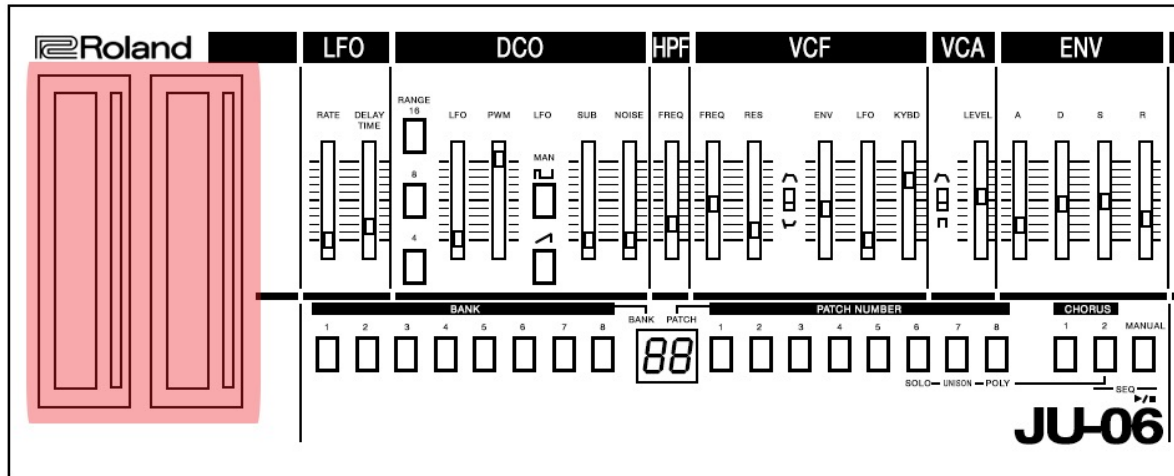 Roland
LFO DCO HPF VCF VCA ENV
RATE DELAY TIME RANGE 16 LFO PWM LFO SUB NOISE FREQ FREQ RES ENV LFO KYBD LEVEL A D S R
MAN
8
4
BANK BANK PATCH PATCH NUMBER CHORUS
1 2 3 4 5 6 7 8 88 1 2 3 4 5 6 7 8 1 2 MANUAL
SOLO UNISON POLY
SEQ
JU-06